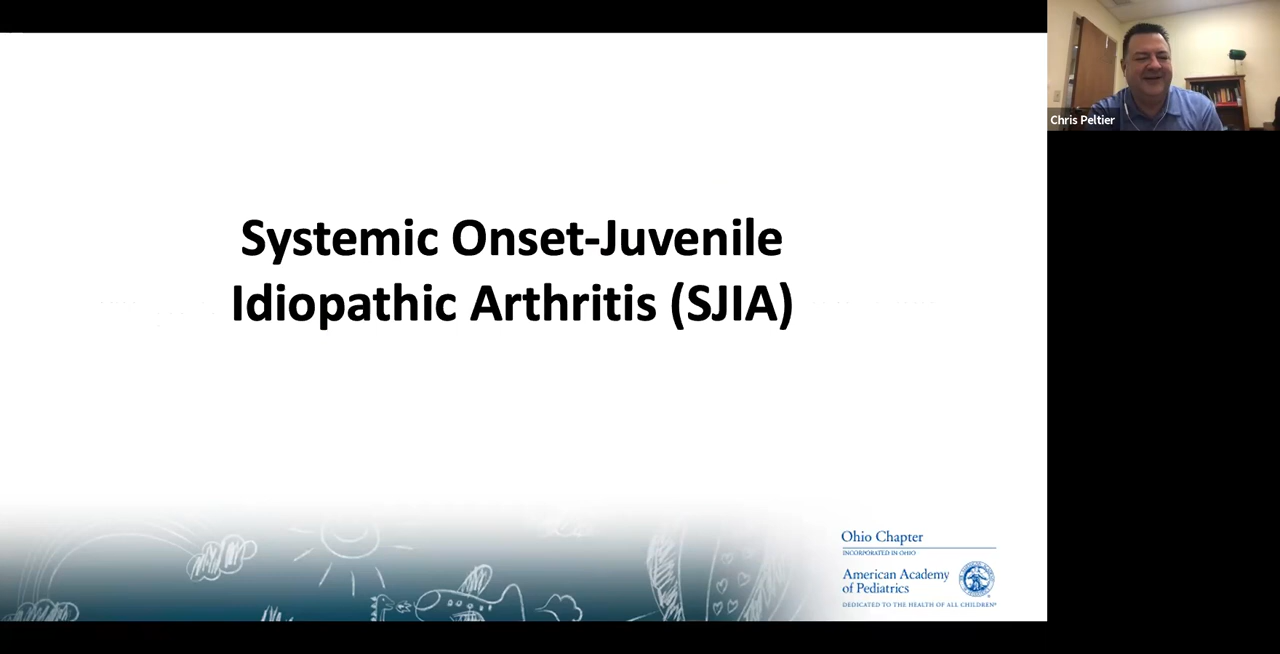 Systemic Onset-Juvenile
Idiopathic Arthritis (SJIA)
Chris Peltier
Ohio Chapter
INCORPORATED IN OHIO
American Academy
of Pediatrics
DEDICATED TO THE HEALTH OF ALL CHILDREN®